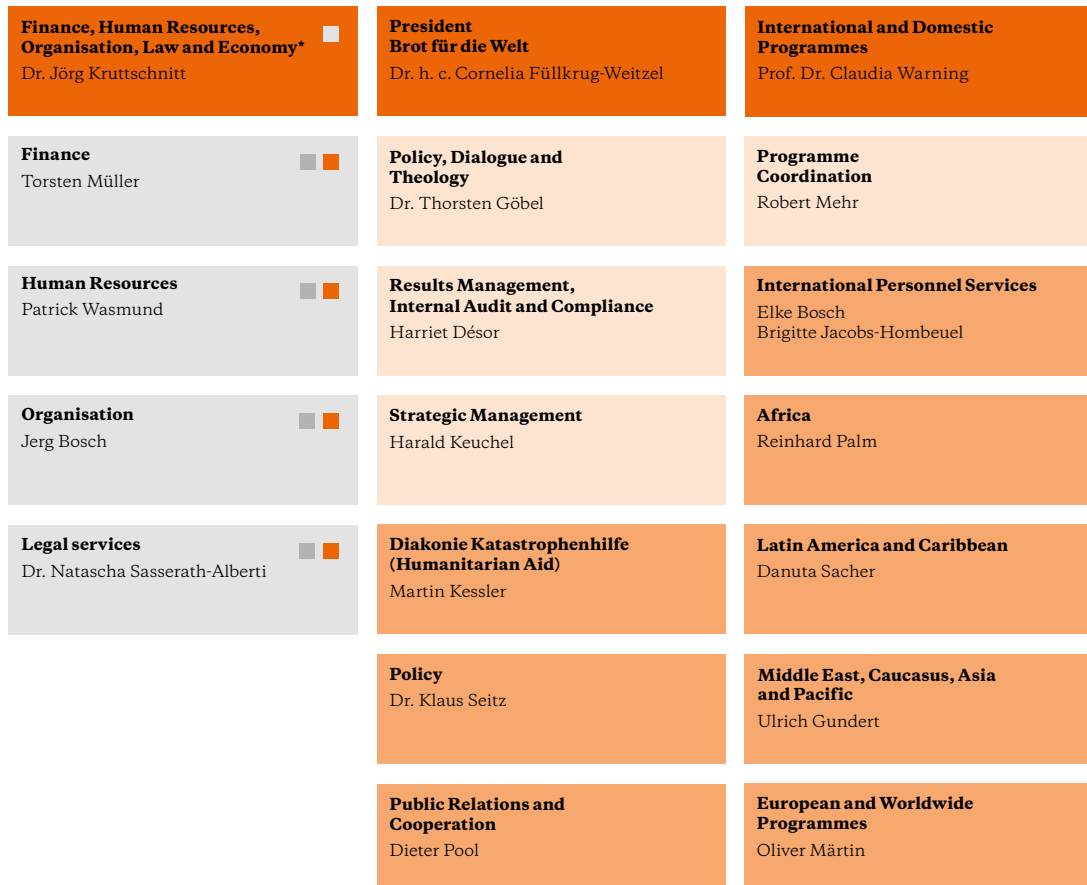 Finance, Human Resources,
Organisation, Law and Economy*
Dr. Jörg Kruttschnitt
Finance
Torsten Müller
Human Resources
Patrick Wasmund
Organisation
Jerg Bosch
Legal services
Dr. Natascha Sasserath-Alberti
President
Brot für die Welt
Dr. h. c. Cornelia Füllkrug-Weitzel
Policy, Dialogue and
Theology
Dr. Thorsten Göbel
Results Management,
Internal Audit and Compliance
Harriet Désor
Strategic Management
Harald Keuchel
Diakonie Katastrophenhilfe
(Humanitarian Aid)
Martin Kessler
Policy
Dr. Klaus Seitz
Public Relations and
Cooperation
Dieter Pool
International and Domestic
Programmes
Prof. Dr. Claudia Warning
Programme
Coordination
Robert Mehr
International Personnel Services
Elke Bosch
Brigitte Jacobs-Hombeuel
Africa
Reinhard Palm
Latin America and Caribbean
Danuta Sacher
Middle East, Caucasus, Asia
and Pacific
Ulrich Gundert
European and Worldwide
Programmes
Oliver Märtin